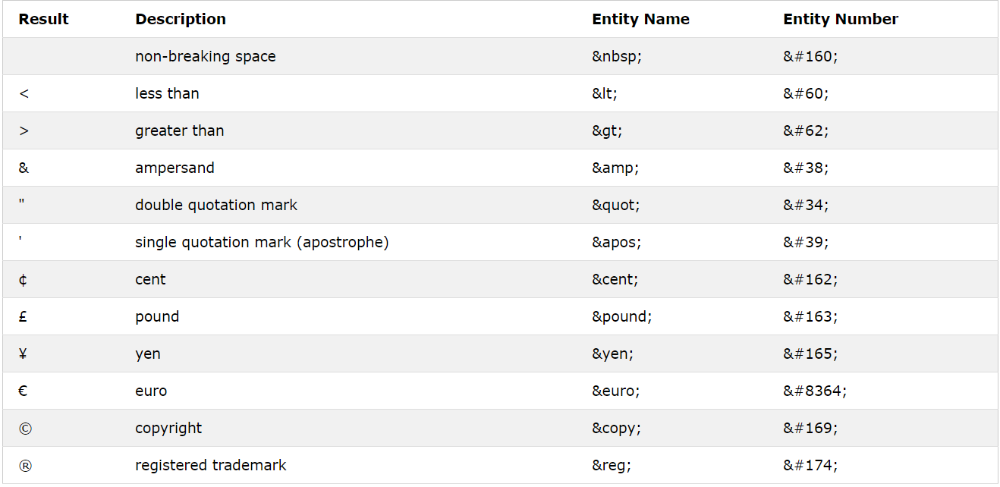 Result Description Entity Name Entity Number
non-breaking space &nbsp; &#160;
< less than &lt; &#60;
> greater than &gt; &#62;
& ampersand &amp; &#38;
" double quotation mark &quot; &#34;
' single quotation mark (apostrophe) &apos; &#39;
¢ cent &cent; &#162;
£ pound &pound; &#163;
¥ yen &yen; &#165;
€ euro &euro; &#8364;
© copyright &copy; &#169;
® registered trademark &reg; &#174;